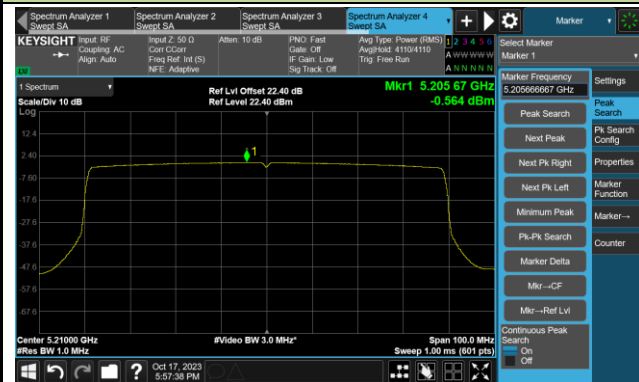 Spectrum Analyzer 1
Swept SA
Spectrum Analyzer 2
Swept SA
Spectrum Analyzer 3
Swept SA
Spectrum Analyzer 4
Swept SA
Marker
KEYSIGHT
Input: RF
Coupling: AC
Align: Auto
Input Z: 50 Ω
Corr CCorr
Freq Ref: Int (S)
NFE: Adaptive
Atten: 10 dB
PNO: Fast
Gate: Off
IF Gain: Low
Sig Track: Off
Avg Type: Power (RMS)
Avg|Hold: 4110/4110
Trig: Free Run
1 2 3 4 5 6
A W W W W W
A N N N N N
LVI
Select Marker
Marker 1
1 Spectrum
Scale/Div 10 dB
Log
Ref Lvl Offset 22.40 dB
Ref Level 22.40 dBm
Mkr1 5.205 67 GHz
-0.564 dBm
12.4
2.40
-7.60
-17.6
-27.6
-37.6
-47.6
-57.6
-67.6
1
Center 5.21000 GHz
#Res BW 1.0 MHz
#Video BW 3.0 MHz*
Span 100.0 MHz
Sweep 1.00 ms (601 pts)
Marker Frequency
5.205666667 GHz
Peak Search
Next Peak
Next Pk Right
Next Pk Left
Minimum Peak
Pk-Pk Search
Marker Delta
Mkr→CF
Mkr→Ref Lvl
Continuous Peak
Search
On
Off
Settings
Peak
Search
Pk Search
Config
Properties
Marker
Function
Marker→
Counter
Oct 17, 2023
5:57:38 PM